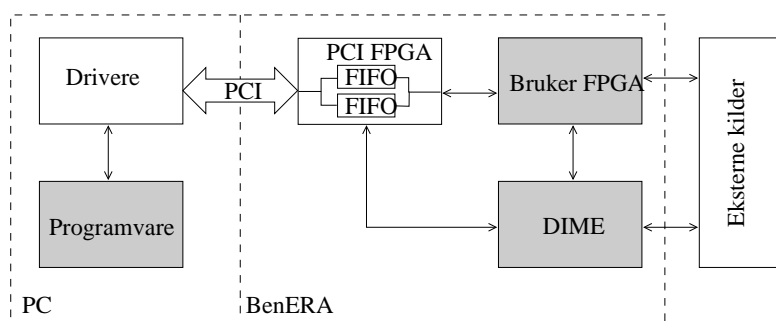 Drivere
PCI
PCI FPGA
FIFO
FIFO
Bruker FPGA
Eksterne kilder
Programvare
DIME
PC
BenERA